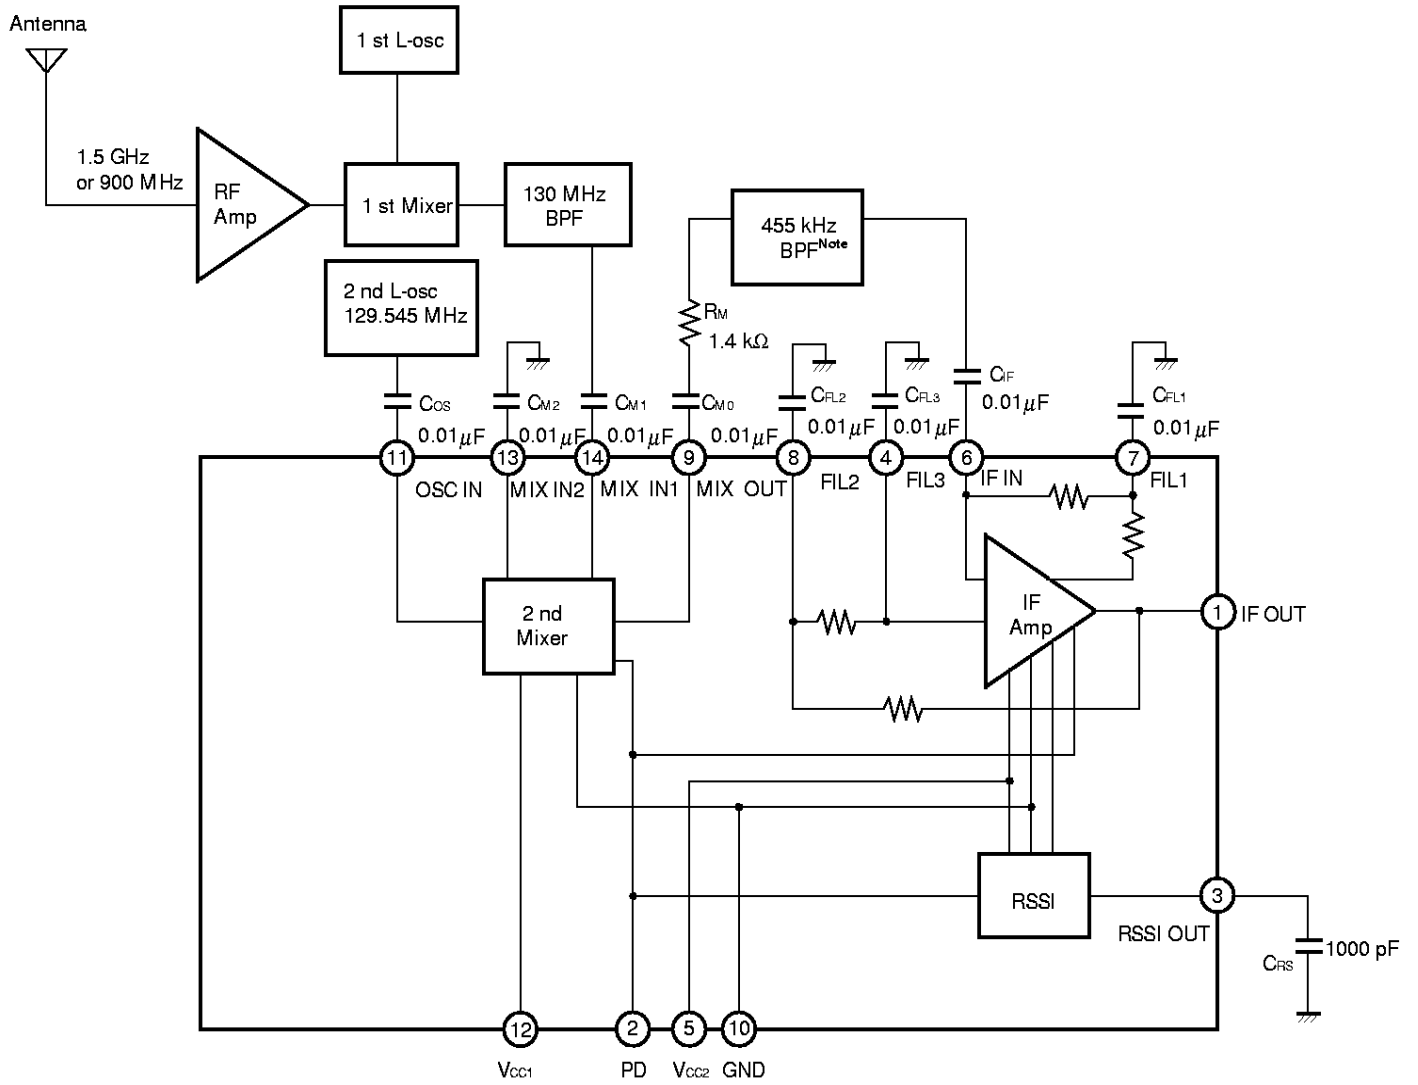 Antenna
1 st L-osc
1.5 GHz
or 900 MHz
RF
Amp
1 st Mixer
130 MHz
BPF
455 kHz
BPFNote
2 nd L-osc
129.545 MHz
RM
1.4 kΩ
COS
0.01μF
CM2
0.01μF
CM1
0.01μF
CM0
0.01μF
CFL2
0.01μF
CFL3
0.01μF
CIF
0.01μF
CFL1
0.01μF
11
13
14
9
8
4
6
7
OSC IN
MIX IN2
MIX IN1
MIX OUT
FIL2
FIL3
IF IN
FIL1
2 nd
Mixer
IF
Amp
1
IF OUT
RSSI
3
RSSI OUT
1000 pF
CRS
12
2
5
10
VCC1
PD
VCC2
GND